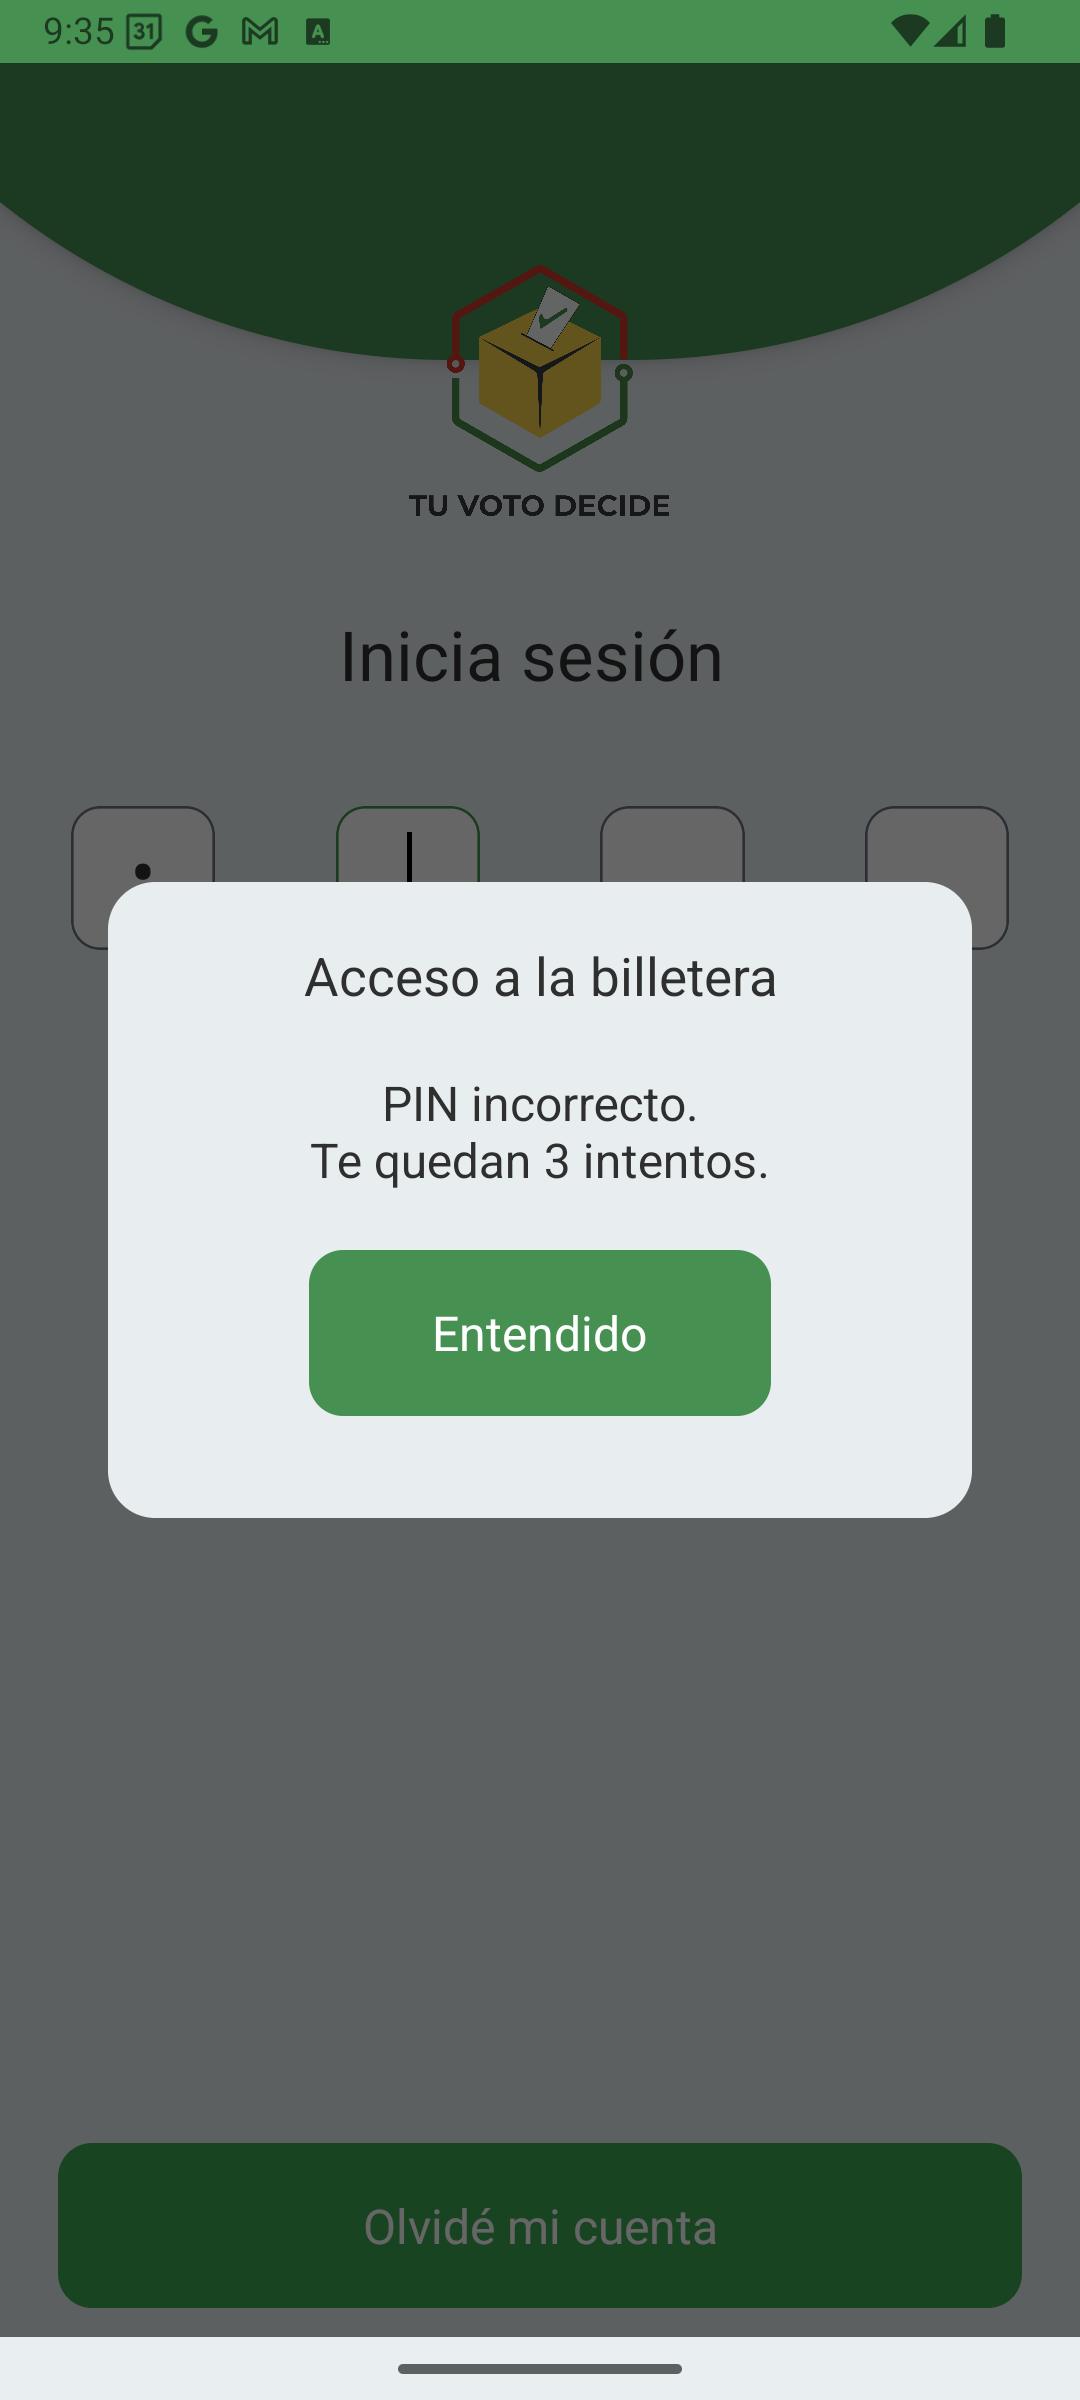 9:35
31
G
M
A
TU VOTO DECIDE
Inicia sesión
Acceso a la billetera
PIN incorrecto.
Te quedan 3 intentos.
Entendido
Olvidé mi cuenta